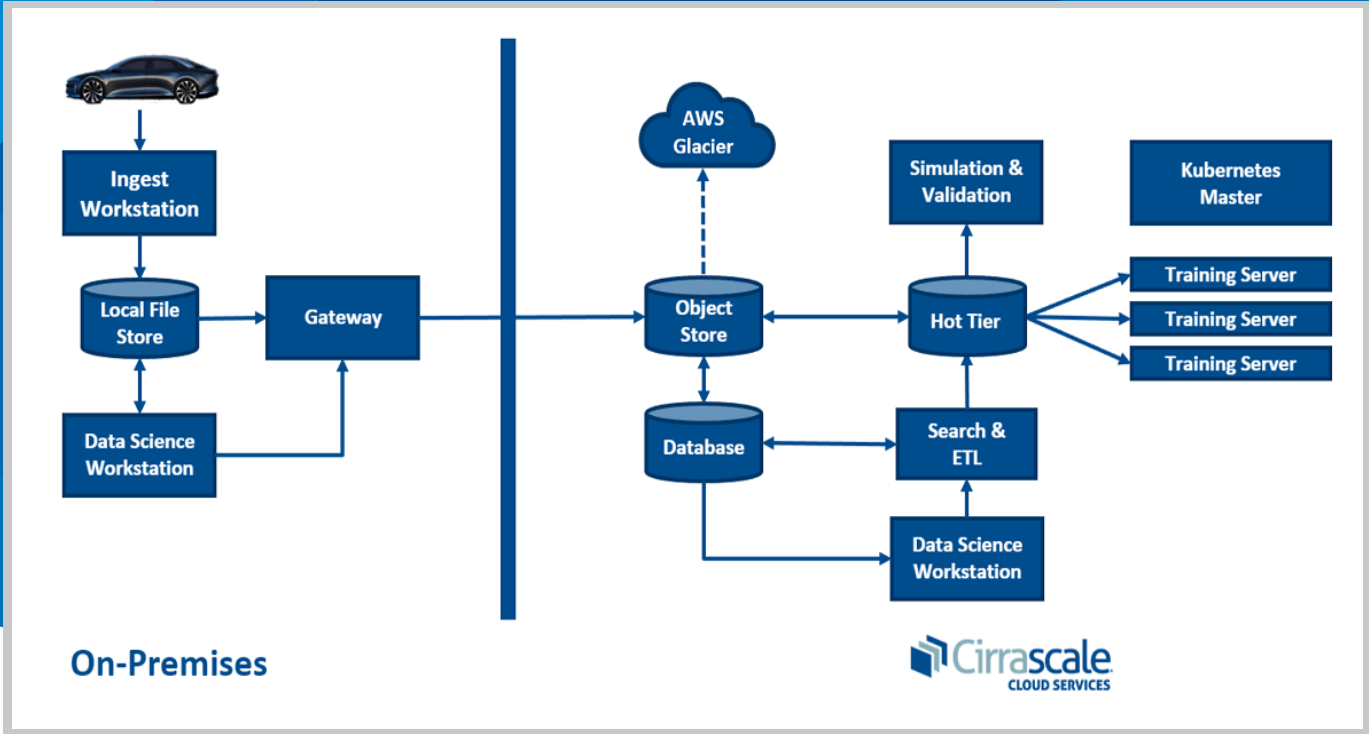 Ingest
Workstation
Local File
Store
Gateway
Data Science
Workstation
On-Premises
AWS
Glacier
Object
Store
Database
Simulation &
Validation
Hot Tier
Search &
ETL
Data Science
Workstation
Kubernetes
Master
Training Server
Training Server
Training Server
Cirrascale
CLOUD SERVICES